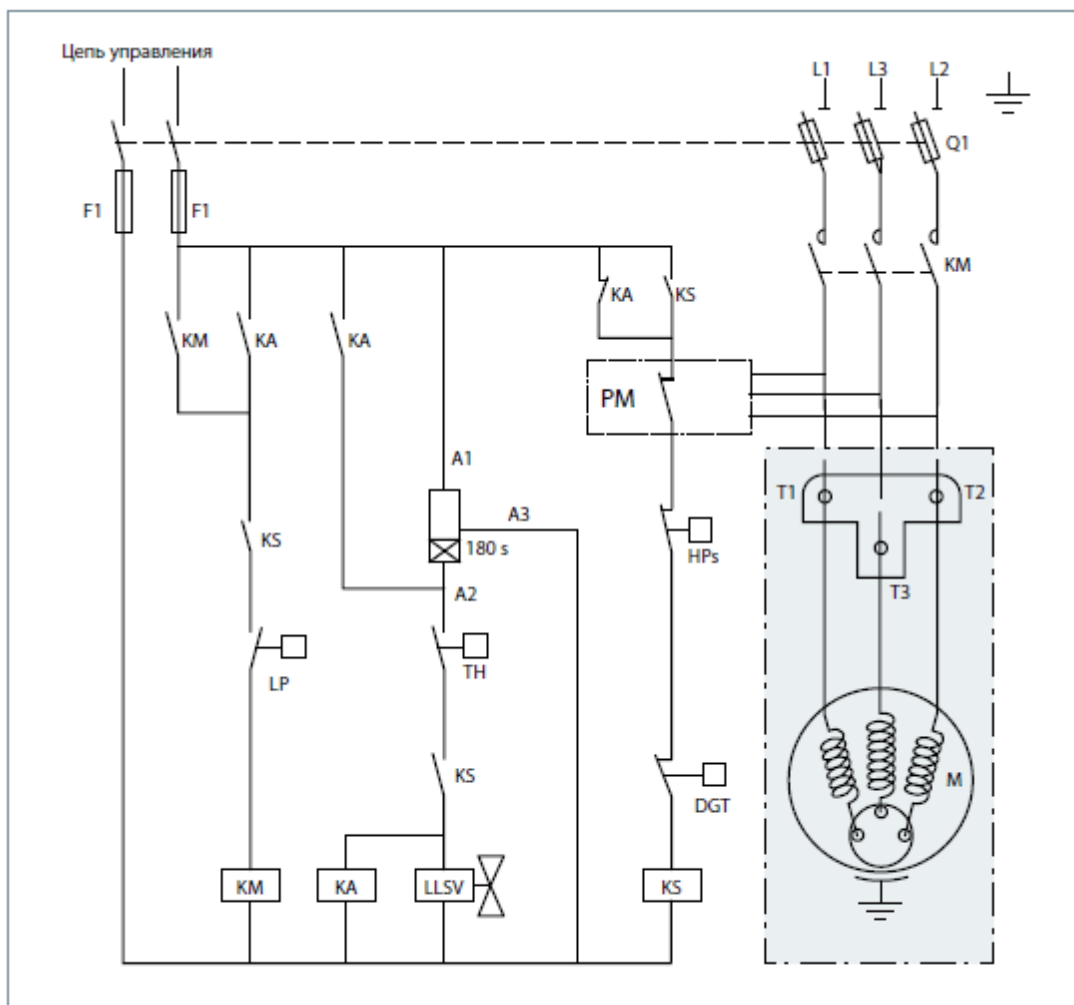 Цепь управления
L1 L3 L2
Q1
F1 F1
KM
KA KS
KM KA KA
PM
A1
T1 T2
A3
KS 180 s
HPs
A2
T3
TH
LP
KS
M
DGT
KM KA LLSV KS